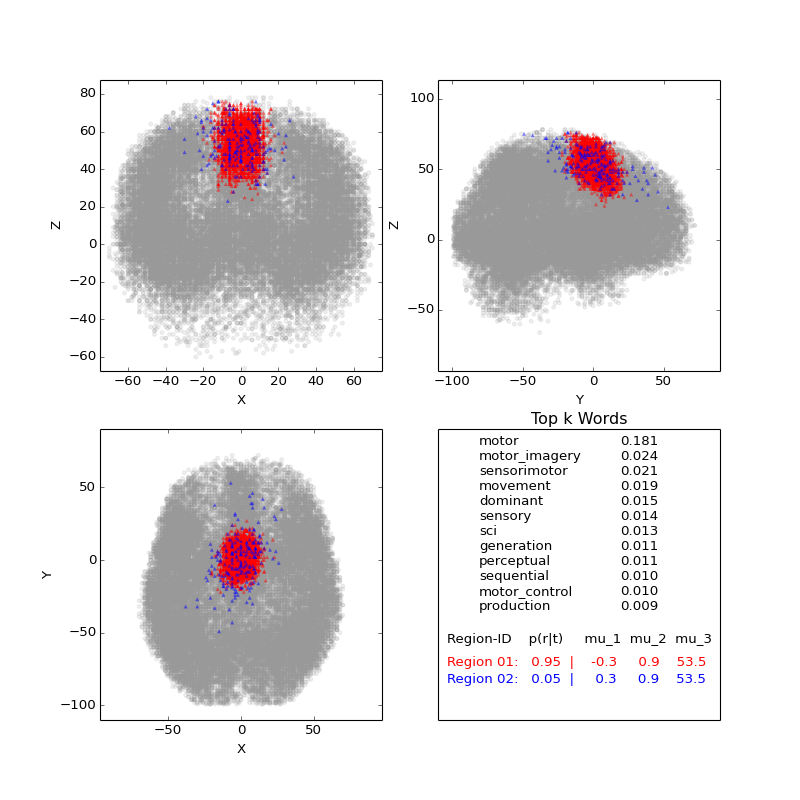 80
60
40
20
0
−20
−40
−60
Z
−60 −40 −20 0 20 40 60
X
100
50
0
−50
Z
−100 −50 0 50
Y
50
0
−50
−100
Y
−50 0 50
X
Top k Words
motor 0.181
motor_imagery 0.024
sensorimotor 0.021
movement 0.019
dominant 0.015
sensory 0.014
sci 0.013
generation 0.011
perceptual 0.011
sequential 0.010
motor_control 0.010
production 0.009
Region-ID p(r|t) mu_1 mu_2 mu_3
Region 01: 0.95 | -0.3 0.9 53.5
Region 02: 0.05 | 0.3 0.9 53.5